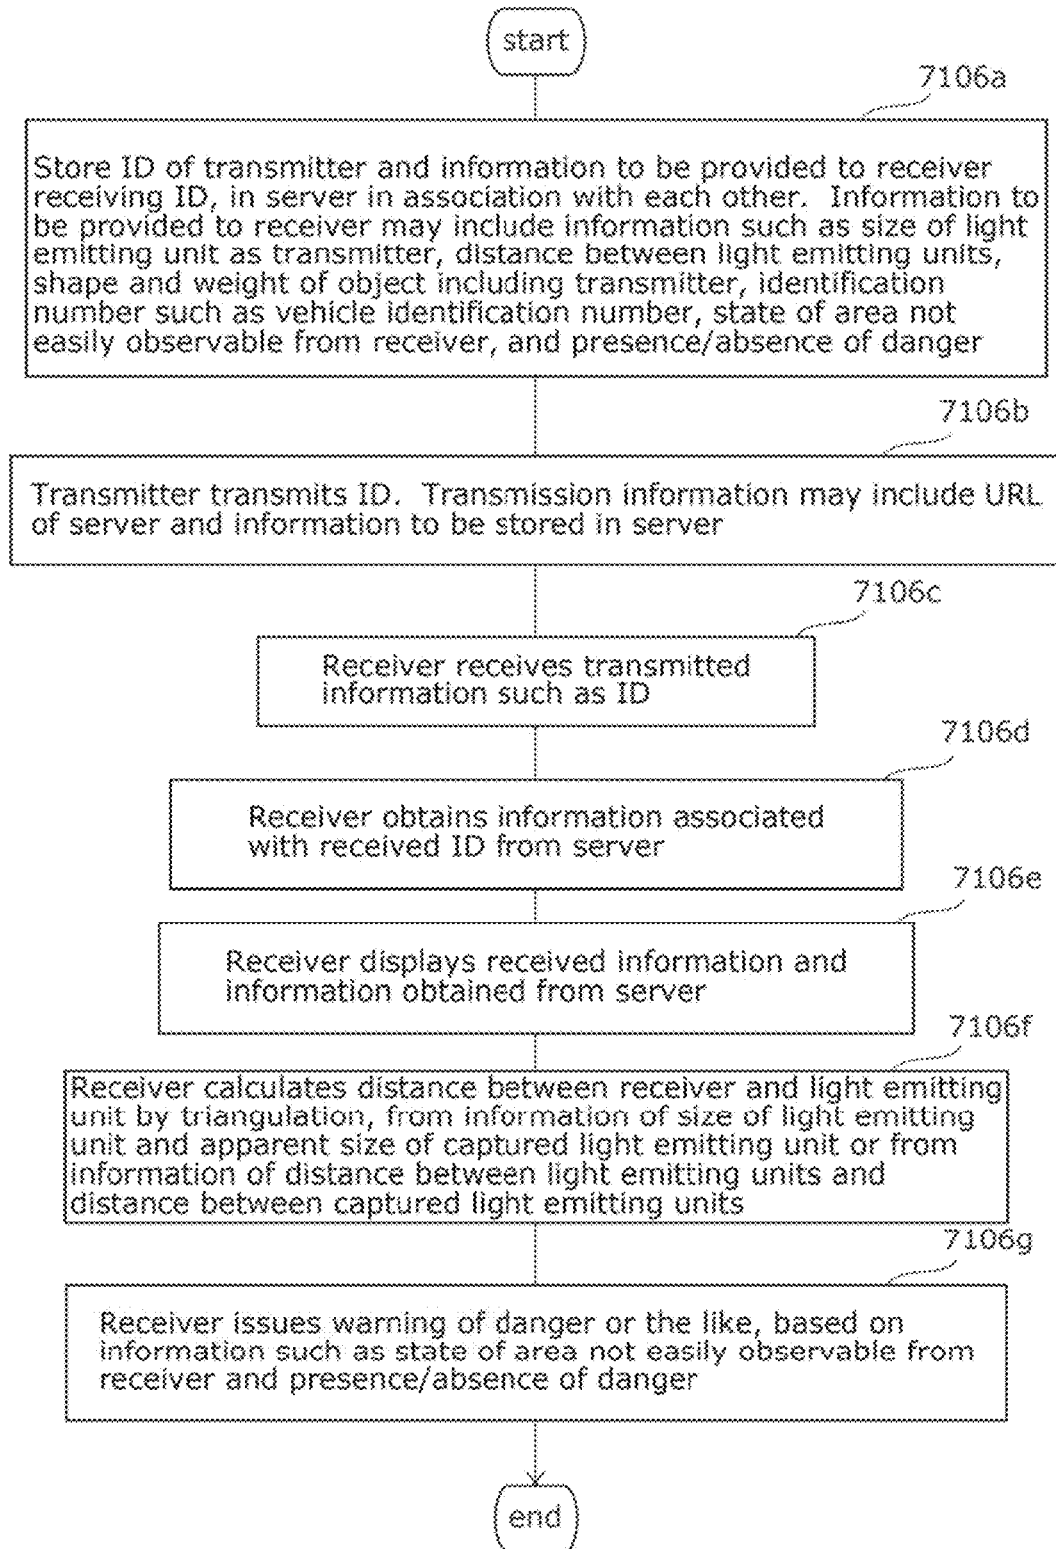 start
7106a
Store ID of transmitter and information to be provided to receiver
receiving ID, in server in association with each other. Information to
be provided to receiver may include information such as size of light
emitting unit as transmitter, distance between light emitting units,
shape and weight of object including transmitter, identification
number such as vehicle identification number, state of area not
easily observable from receiver, and presence/absence of danger
7106b
Transmitter transmits ID. Transmission information may include URL
of server and information to be stored in server
7106c
Receiver receives transmitted
information such as ID
7106d
Receiver obtains information associated
with received ID from server
7106e
Receiver displays received information and
information obtained from server
7106f
Receiver calculates distance between receiver and light emitting
unit by triangulation, from information of size of light emitting
unit and apparent size of captured light emitting unit or from
information of distance between light emitting units and
distance between captured light emitting units
7106g
Receiver issues warning of danger or the like, based on
information such as state of area not easily observable from
receiver and presence/absence of danger
end